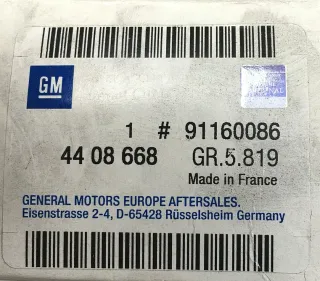 GM
1 # 91160086
44 08 668 GR.5.819
Made in France
GENERAL MOTORS EUROPE AFTERSALES.
Eisenstrasse 2-4, D-65428 Rüsselsheim Germany